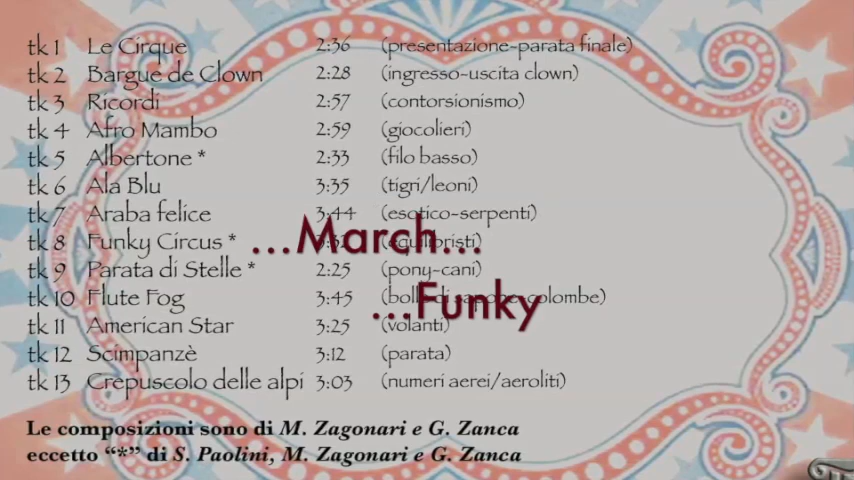 tk 1 Le Cirque 2:36 (presentazione-parata finale)
tk 2 Bargue de Clown 2:28 (ingresso-uscita clown)
tk 3 Ricordi 2:57 (contorsionismo)
tk 4 Afro Mambo 2:59 (giocolieri)
tk 5 Albertone * 2:33 (filo basso)
tk 6 Ala Blu 3:35 (tigri/leoni)
tk 7 Araba felice 3:44 (esotico-serpenti)
tk 8 Funky Circus * (equilibristi)
...March...
tk 9 Parata di Stelle * 2:25 (pony-cani)
tk 10 Flute Fog 3:45 (bolle di sapone-colombe)
...Funky
tk 11 American Star 3:25 (volanti)
tk 12 Scimpanzè 3:12 (parata)
tk 13 Crepuscolo delle alpi 3:03 (numeri aerei/aeroliti)
Le composizioni sono di M. Zagonari e G. Zanca
eccetto “*” di S. Paolini, M. Zagonari e G. Zanca